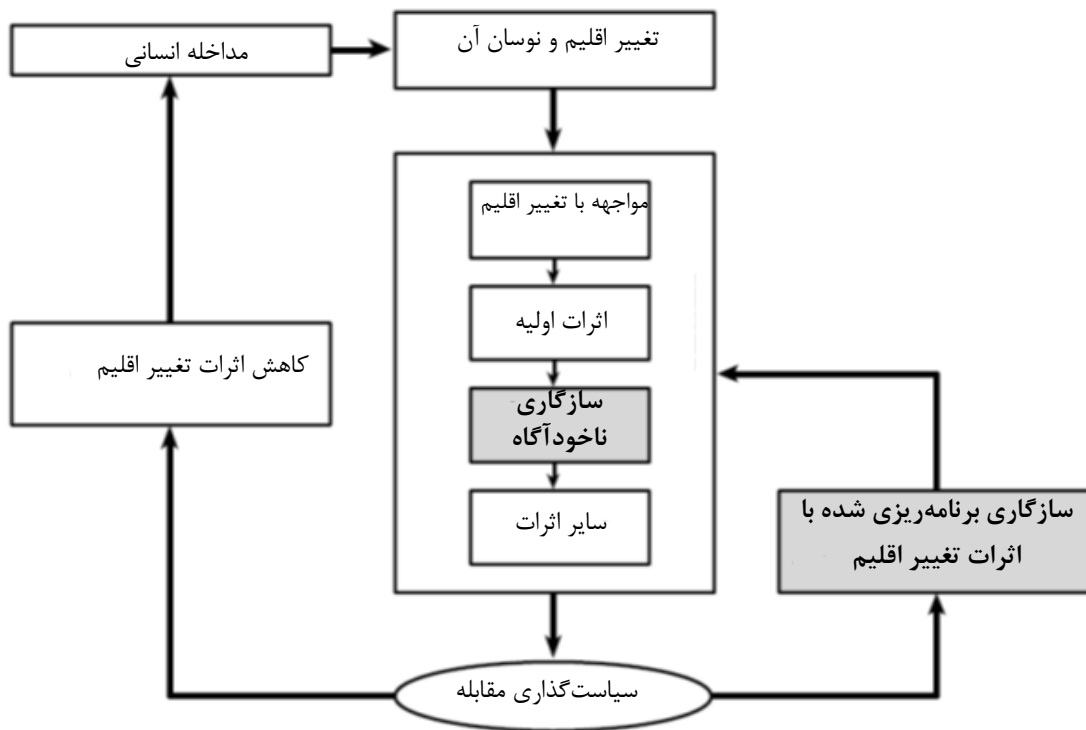 مداخله انسانی
تغییر اقلیم و نوسان آن
مواجهه با تغییر اقلیم
اثرات اولیه
سازگاری
ناخودآگاه
سایر اثرات
کاهش اثرات تغییر اقلیم
سازگاری برنامه‌ریزی شده با
اثرات تغییر اقلیم
سیاست‌گذاری مقابله